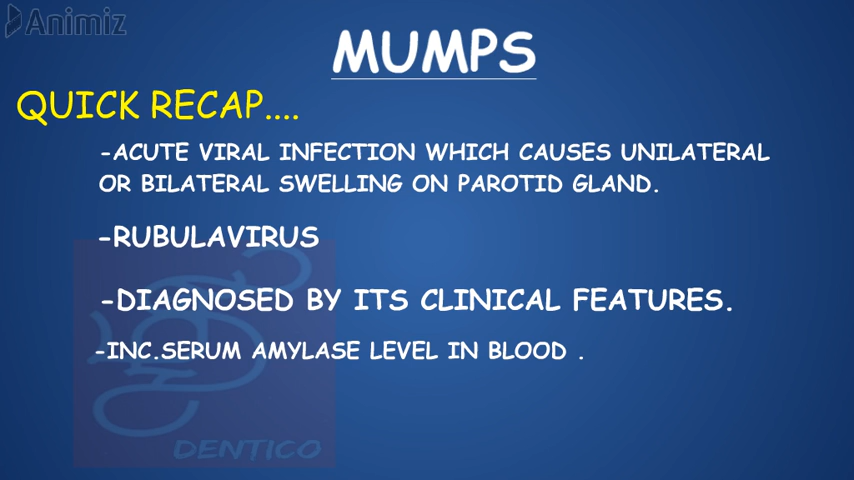 Animiz
MUMPS
QUICK RECAP....
-ACUTE VIRAL INFECTION WHICH CAUSES UNILATERAL
OR BILATERAL SWELLING ON PAROTID GLAND.
-RUBULAVIRUS
-DIAGNOSED BY ITS CLINICAL FEATURES.
-INC.SERUM AMYLASE LEVEL IN BLOOD .
DENTICO